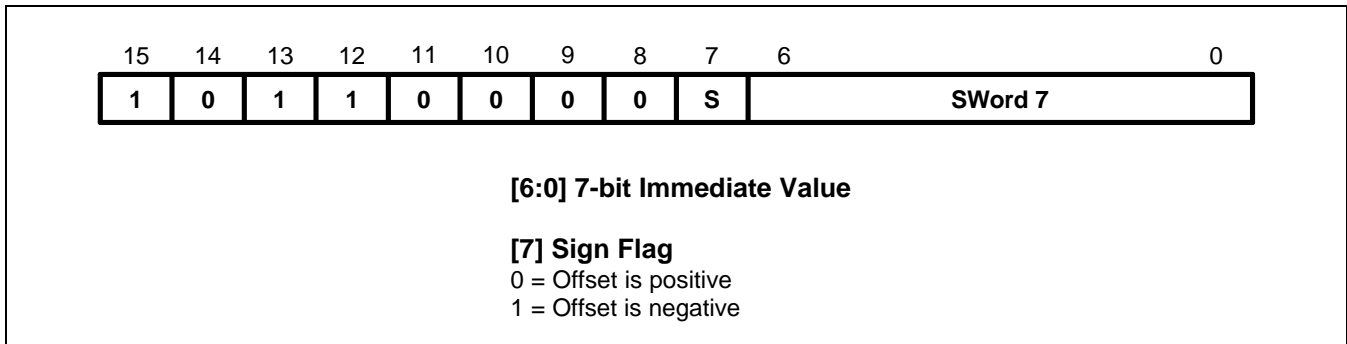 15 14 13 12 11 10 9 8 7 6 0
1 0 1 1 0 0 0 0 S SWord 7
[6:0] 7-bit Immediate Value
[7] Sign Flag
0 = Offset is positive
1 = Offset is negative